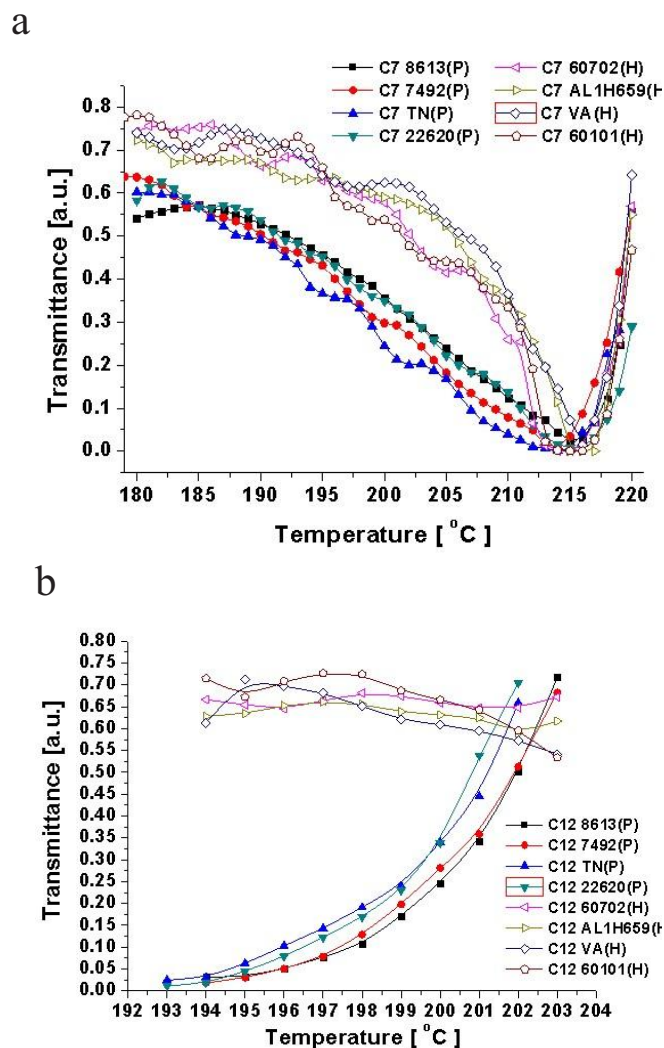 a
C7 8613(P)
C7 7492(P)
C7 TN(P)
C7 22620(P)
C7 60702(H)
C7 AL1H659(H
C7 VA(H)
C7 60101(H)
0.8
0.7
0.6
0.5
0.4
0.3
0.2
0.1
0.0
Transmittance [a.u.]
180 185 190 195 200 205 210 215 220
Temperature [ °C ]
b
0.80
0.75
0.70
0.65
0.60
0.55
0.50
0.45
0.40
0.35
0.30
0.25
0.20
0.15
0.10
0.05
0.00
Transmittance [a.u.]
C12 8613(P)
C12 7492(P)
C12 TN(P)
C12 22620(P)
C12 60702(H)
C12 AL1H659(H
C12 VA(H)
C12 60101(H)
192 193 194 195 196 197 198 199 200 201 202 203 204
Temperature [ °C ]